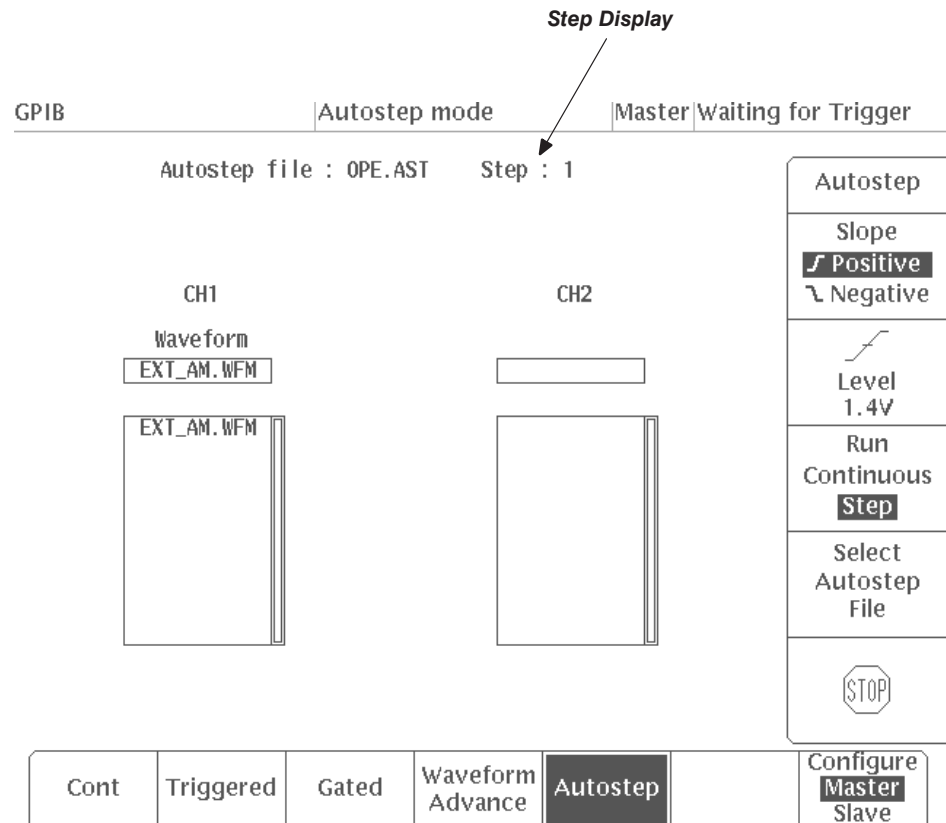 Step Display
GPIB Autostep mode Master Waiting for Trigger
Autostep file : OPE.AST Step : 1
CH1 CH2
Waveform
EXT_AM.WFM
EXT_AM.WFM
Autostep
Slope
Positive
Negative
Level
1.4V
Run
Continuous
Step
Select
Autostep
File
STOP
Cont
Triggered
Gated
Waveform
Advance
Autostep
Configure
Master
Slave